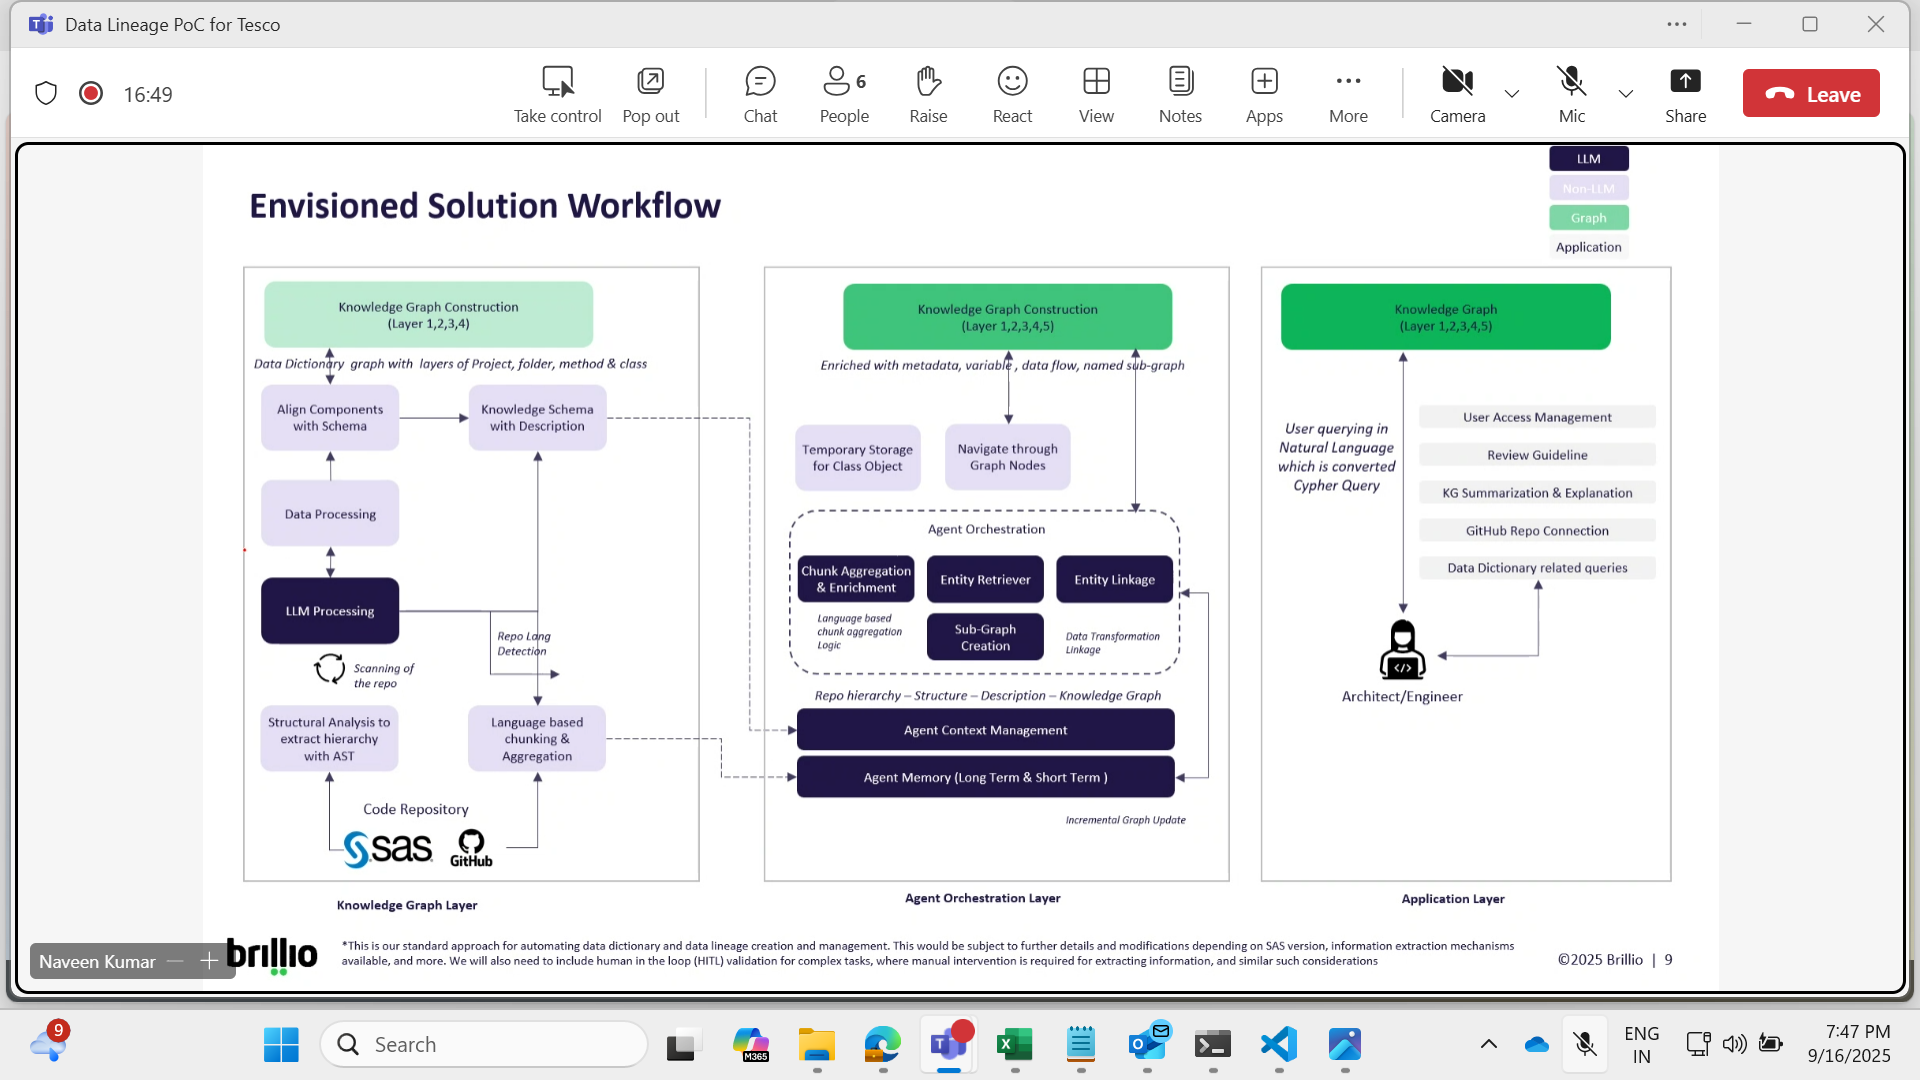 Data Lineage PoC for Tesco
16:49
Take control
Pop out
Chat
6
People
Raise
React
View
Notes
Apps
More
Camera
Mic
Share
Leave
LLM
Non-LLM
Graph
Application
Envisioned Solution Workflow
Knowledge Graph Construction
(Layer 1,2,3,4)
Data Dictionary graph with layers of Project, folder, method & class
Align Components
with Schema
Knowledge Schema
with Description
Data Processing
LLM Processing
Repo Lang
Detection
Scanning of
the repo
Structural Analysis to
extract hierarchy
with AST
Language based
chunking &
Aggregation
Code Repository
sas
GitHub
Knowledge Graph Layer
Knowledge Graph Construction
(Layer 1,2,3,4,5)
Enriched with metadata, variable , data flow, named sub-graph
Temporary Storage
for Class Object
Navigate through
Graph Nodes
Agent Orchestration
Chunk Aggregation
& Enrichment
Entity Retriever
Entity Linkage
Language based
chunk aggregation
Logic
Sub-Graph
Creation
Data Transformation
Linkage
Repo hierarchy – Structure – Description – Knowledge Graph
Agent Context Management
Agent Memory (Long Term & Short Term )
Incremental Graph Update
Agent Orchestration Layer
Knowledge Graph
(Layer 1,2,3,4,5)
User querying in
Natural Language
which is converted
Cypher Query
User Access Management
Review Guideline
KG Summarization & Explanation
GitHub Repo Connection
Data Dictionary related queries
Architect/Engineer
Application Layer
Naveen Kumar
brillio
*This is our standard approach for automating data dictionary and data lineage creation and management. This would be subject to further details and modifications depending on SAS version, information extraction mechanisms
available, and more. We will also need to include human in the loop (HITL) validation for complex tasks, where manual intervention is required for extracting information, and similar such considerations
©2025 Brillio | 9
9
Search
M365
ENG
IN
7:47 PM
9/16/2025